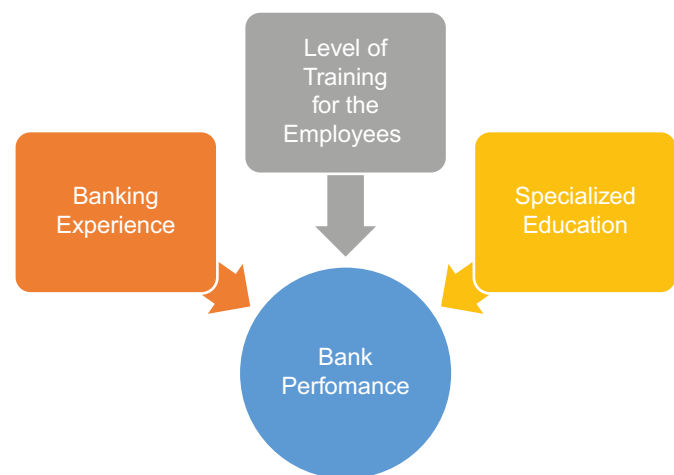 Level of
Training
for the
Employees
Banking
Experience
Specialized
Education
Bank
Perfomance